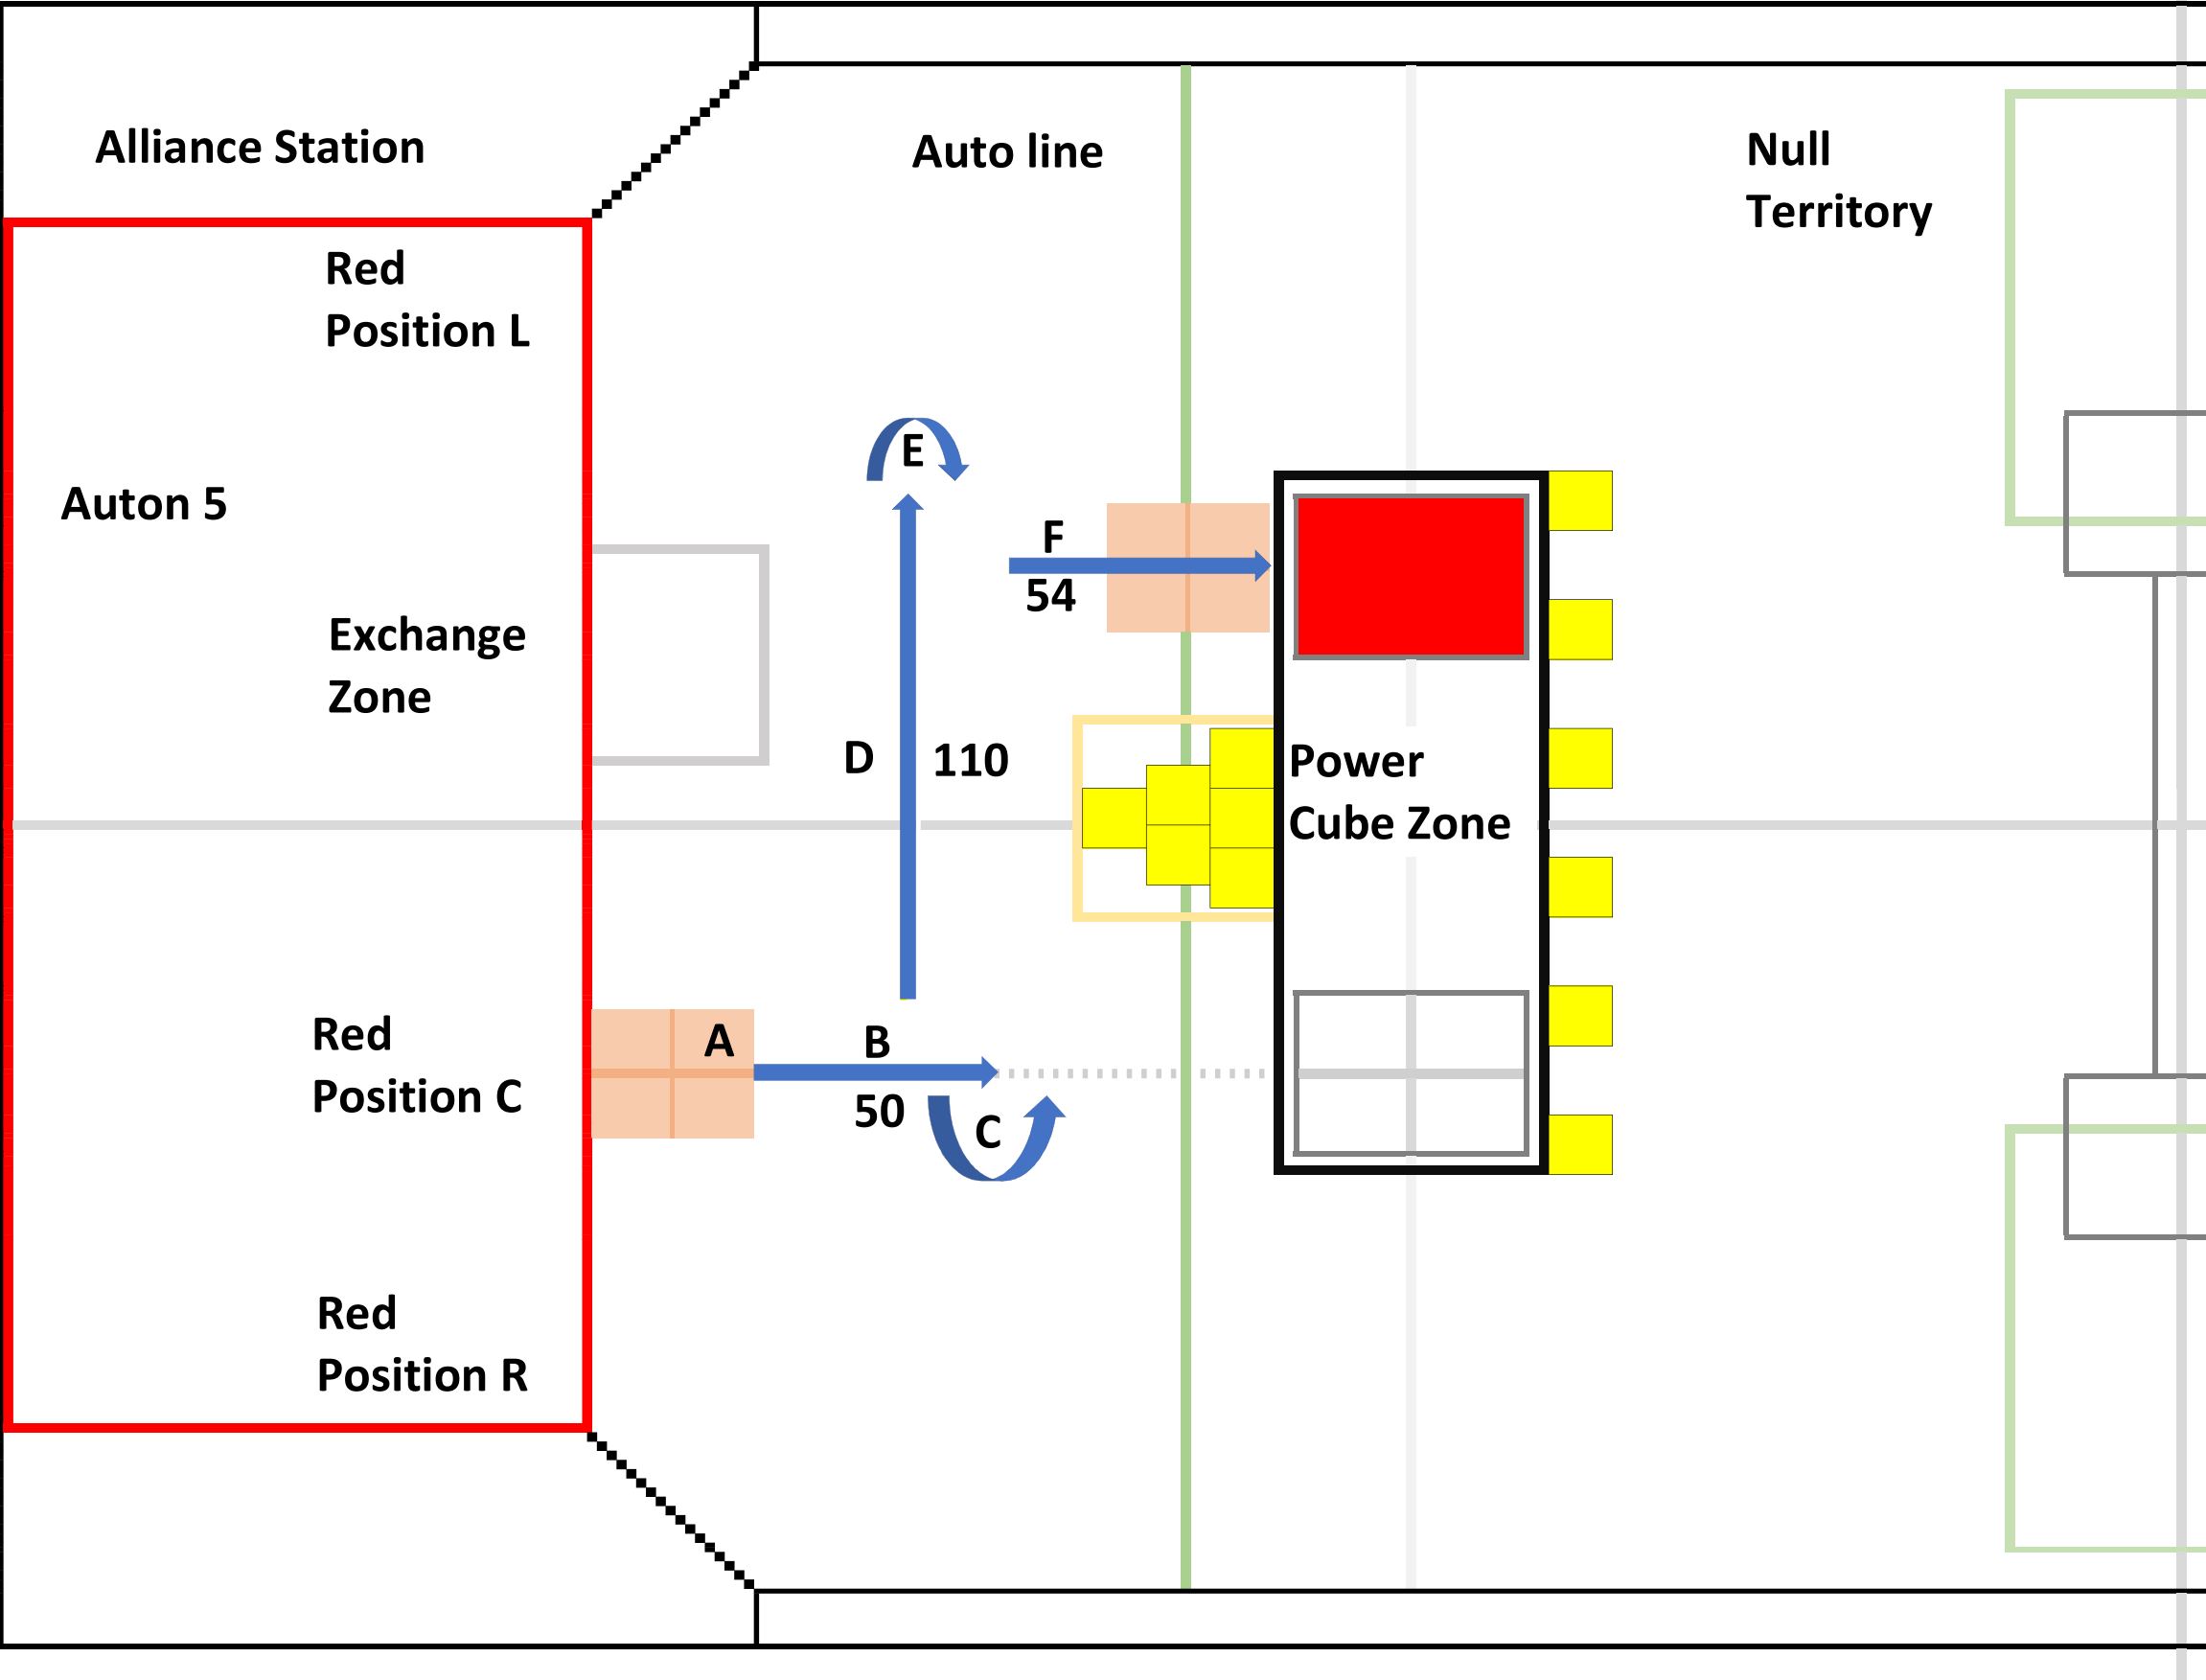 Alliance Station
Auto line
Null
Territory
Red
Position L
E
Auton 5
F
54
Exchange
Zone
D
110
Power
Cube Zone
Red
Position C
A
B
50
C
Red
Position R